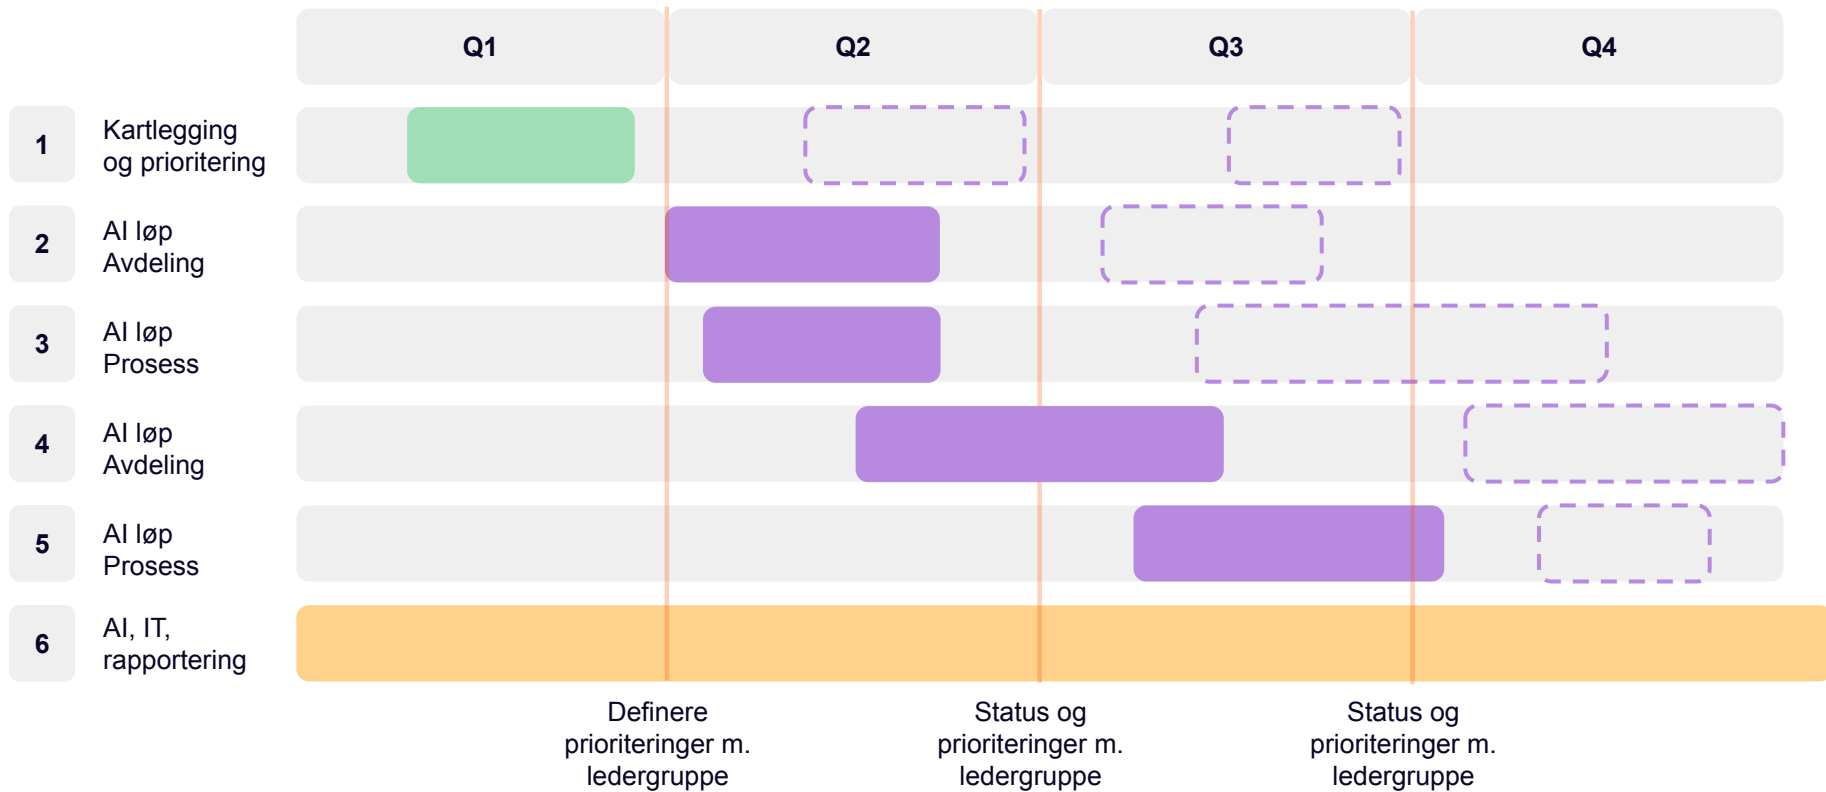 Q1
Q2
Q3
Q4
1
Kartlegging
og prioritering
2
AI løp
Avdeling
3
AI løp
Prosess
4
AI løp
Avdeling
5
AI løp
Prosess
6
AI, IT,
rapportering
Definere
prioriteringer m.
ledergruppe
Status og
prioriteringer m.
ledergruppe
Status og
prioriteringer m.
ledergruppe